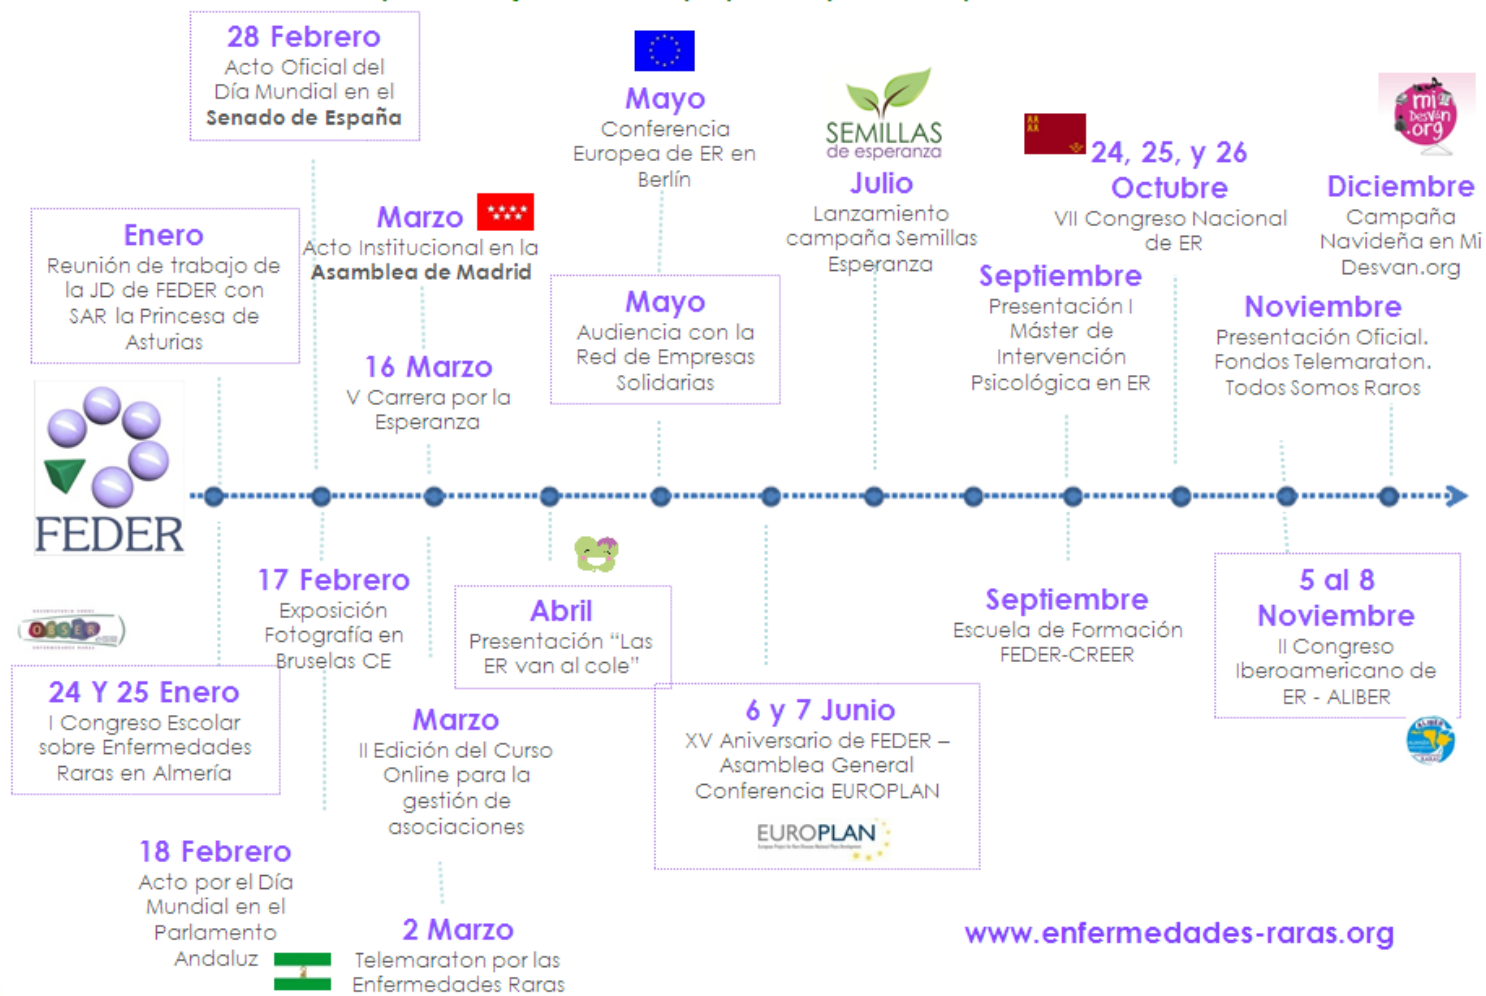 28 Febrero
Acto Oficial del
Día Mundial en el
Senado de España
Enero
Reunión de trabajo de
la JD de FEDER con
SAR la Princesa de
Asturias
Marzo
Acto Institucional en la
Asamblea de Madrid
16 Marzo
V Carrera por la
Esperanza
Mayo
Conferencia
Europea de ER en
Berlín
Mayo
Audiencia con la
Red de Empresas
Solidarias
SEMILLAS
de esperanza
Julio
Lanzamiento
campaña Semillas
Esperanza
Septiembre
Presentación I
Máster de
Intervención
Psicológica en ER
24, 25, y 26
Octubre
VII Congreso Nacional
de ER
mi
Desván
.org
Diciembre
Campaña
Navideña en Mi
Desvan.org
Noviembre
Presentación Oficial.
Fondos Telemaraton.
Todos Somos Raros
FEDER
OBSER
24 Y 25 Enero
I Congreso Escolar
sobre Enfermedades
Raras en Almería
17 Febrero
Exposición
Fotografía en
Bruselas CE
18 Febrero
Acto por el Día
Mundial en el
Parlamento
Andaluz
Marzo
II Edición del Curso
Online para la
gestión de
asociaciones
2 Marzo
Telemaraton por las
Enfermedades Raras
Abril
Presentación “Las
ER van al cole”
6 y 7 Junio
XV Aniversario de FEDER –
Asamblea General
Conferencia EUROPLAN
EUROPLAN
Septiembre
Escuela de Formación
FEDER-CREER
5 al 8
Noviembre
II Congreso
Iberoamericano de
ER - ALIBER
ALIBER
www.enfermedades-raras.org